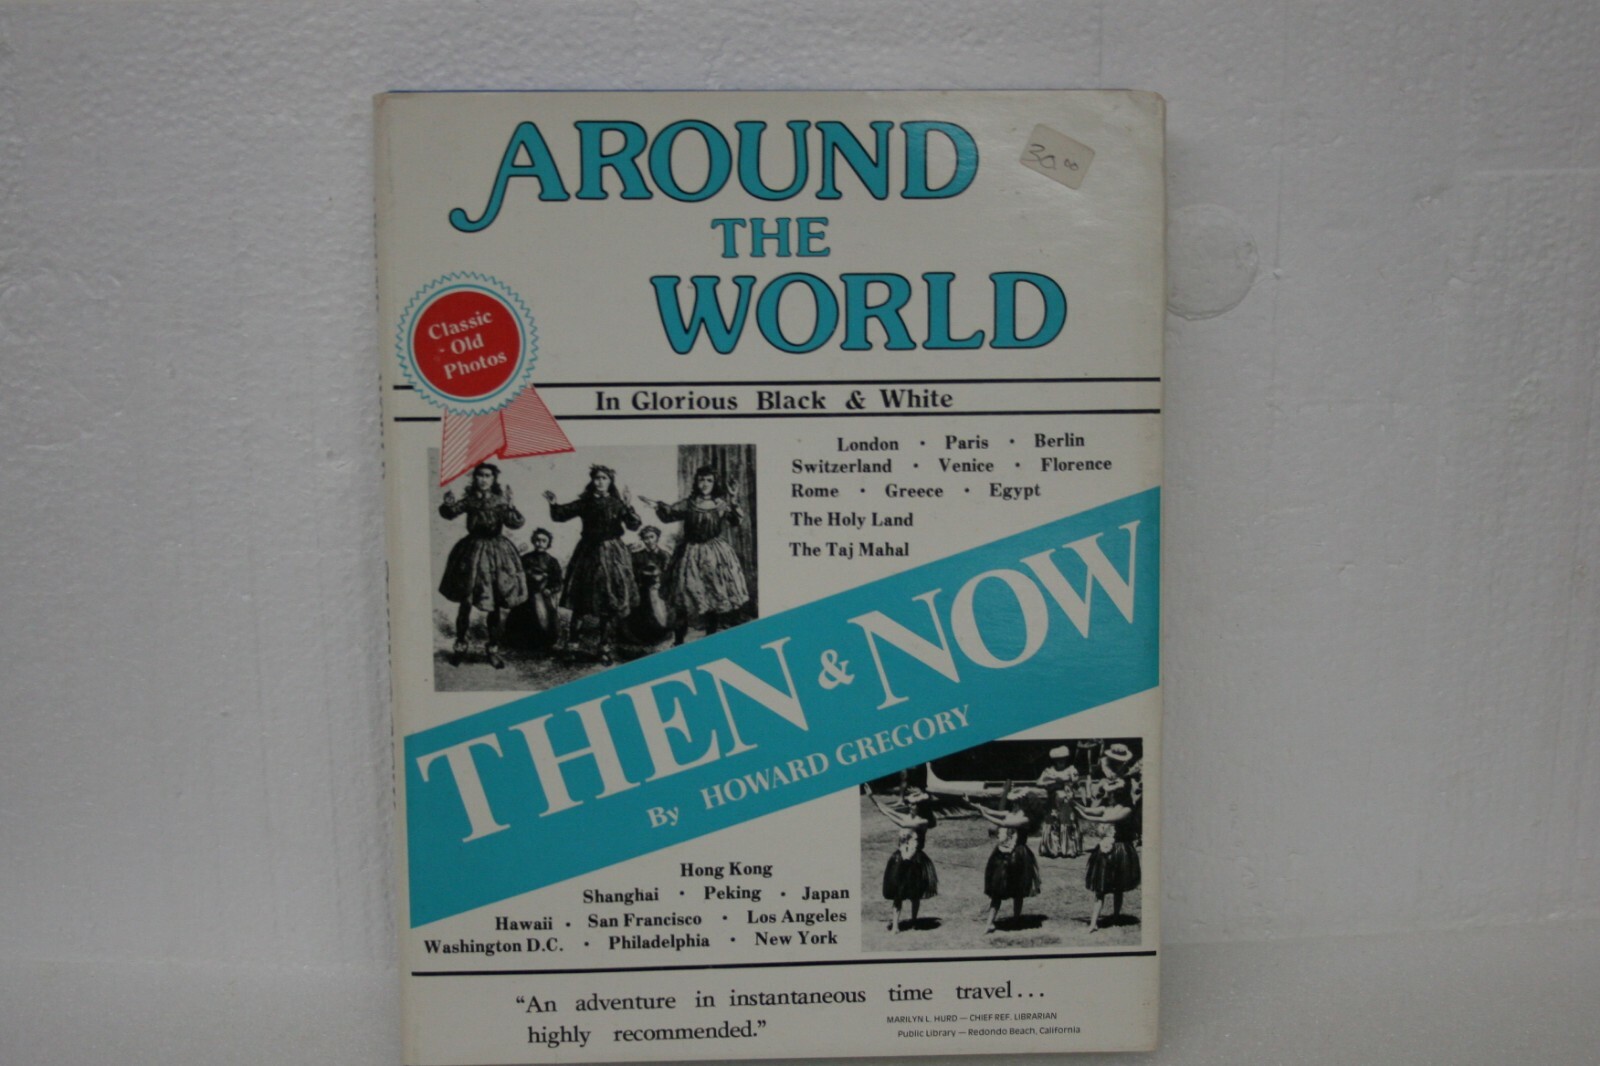 AROUND
THE
WORLD
30.00
Classic
Old
Photos
In Glorious Black & White
London • Paris • Berlin
Switzerland • Venice • Florence
Rome • Greece • Egypt
The Holy Land
The Taj Mahal
THEN & NOW
By HOWARD GREGORY
Hong Kong
Shanghai • Peking • Japan
Hawaii • San Francisco • Los Angeles
Washington D.C. • Philadelphia • New York
“An adventure in instantaneous time travel...
highly recommended.”
MARILYN L. HURD — CHIEF REF. LIBRARIAN
Public Library — Redondo Beach, California